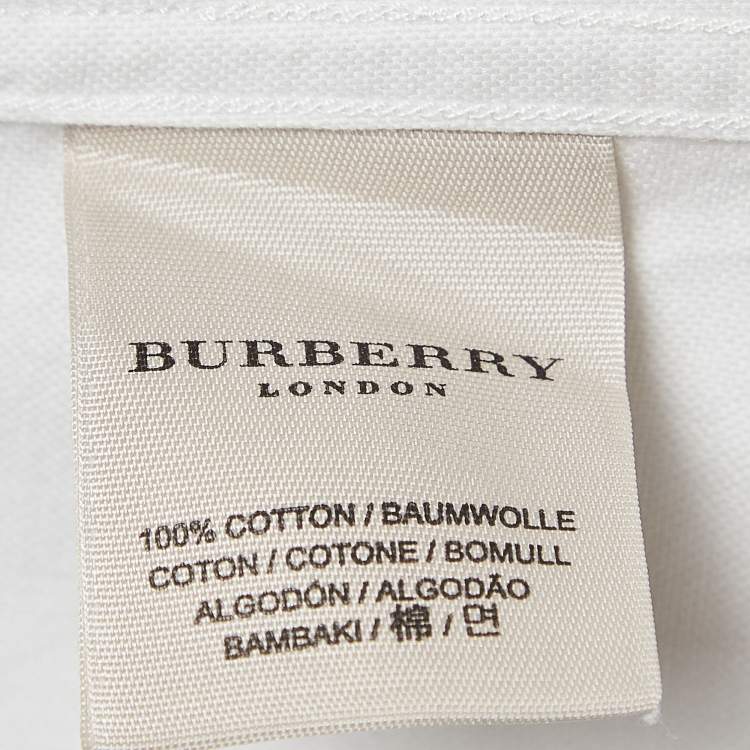 BURBERRY
LONDON
100% COTTON / BAUMWOLLE
COTON / COTONE / BOMULL
ALGODÓN / ALGODÃO
BAMBAKI / 棉 / 면